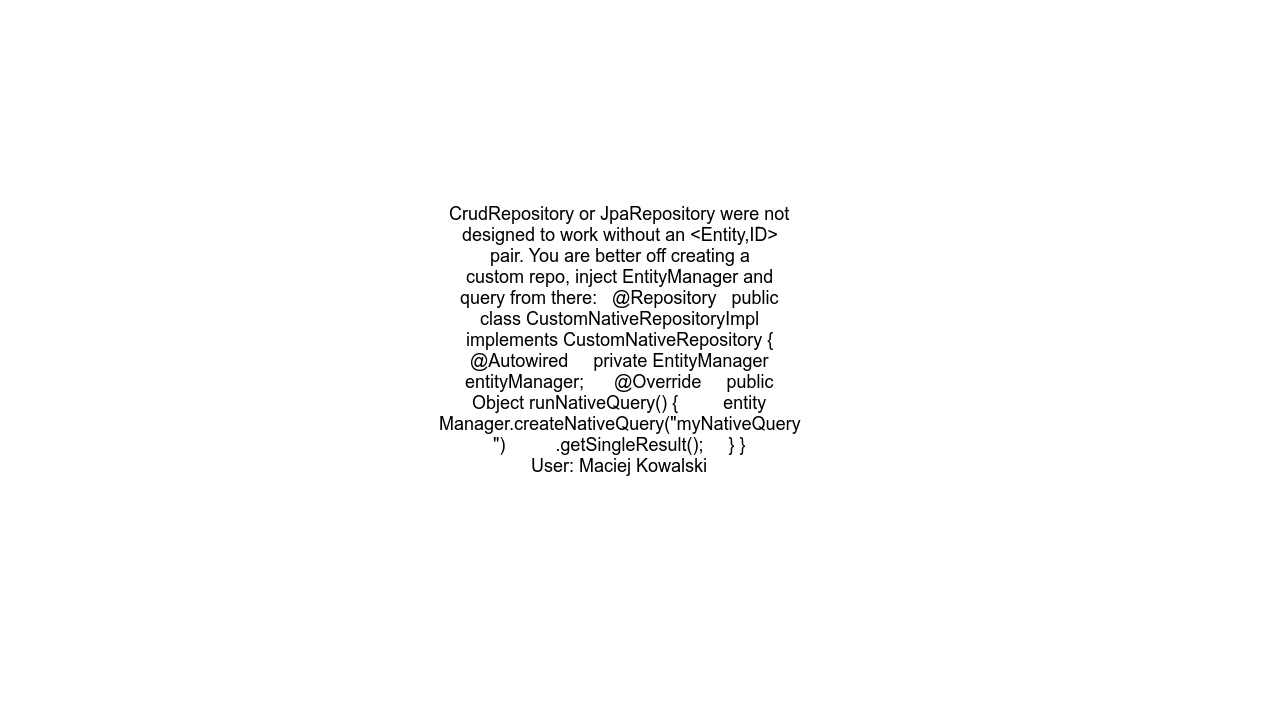 CrudRepository or JpaRepository were not
designed to work without an <Entity,ID>
pair. You are better off creating a
custom repo, inject EntityManager and
query from there:   @Repository   public
class CustomNativeRepositoryImpl
implements CustomNativeRepository {
@Autowired     private EntityManager
entityManager;      @Override     public
Object runNativeQuery() {         entity
Manager.createNativeQuery("myNativeQuery
")          .getSingleResult();     } }
User: Maciej Kowalski